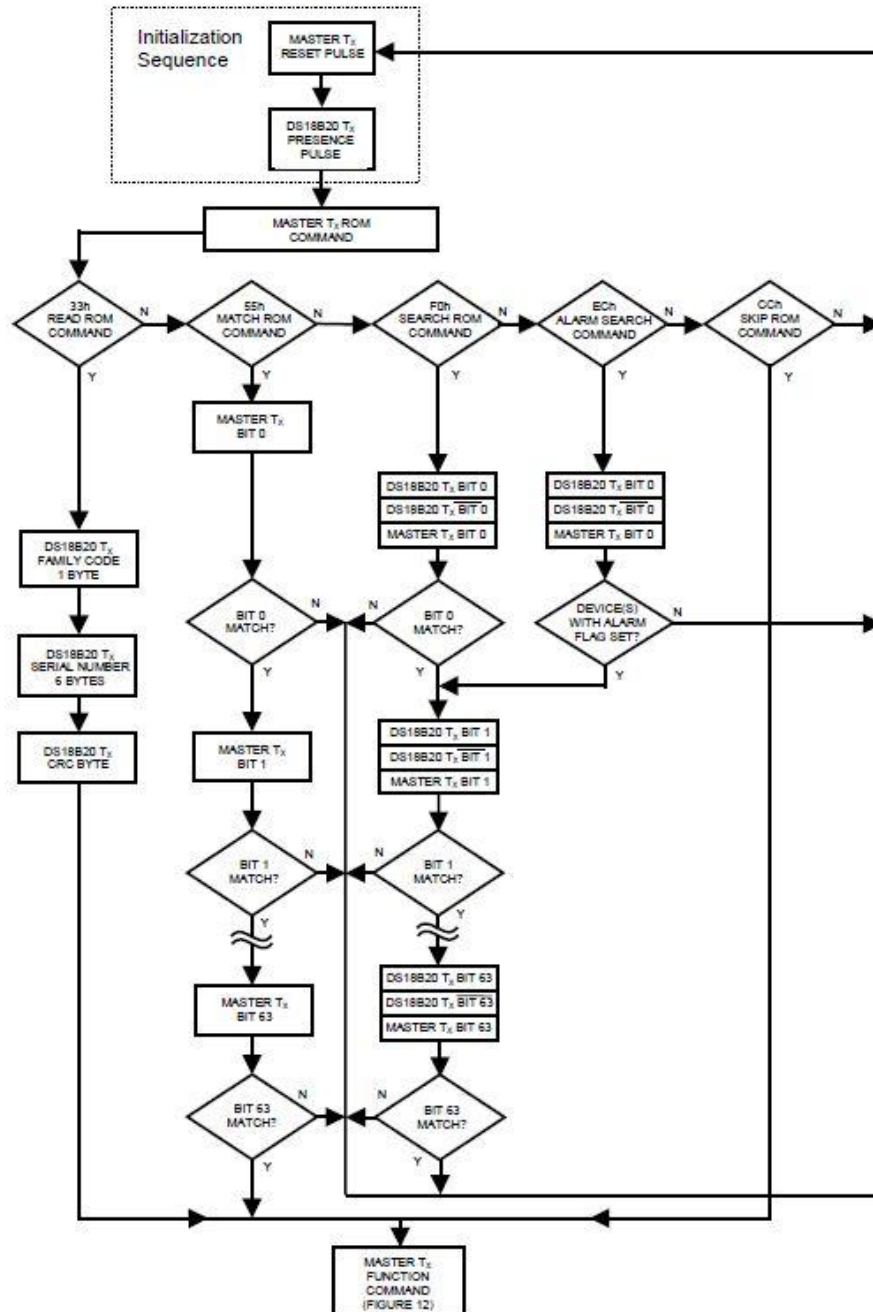 Initialization
Sequence
MASTER Tx
RESET PULSE
DS18B20 Tx
PRESENCE
PULSE
MASTER Tx ROM
COMMAND
33h
READ ROM
COMMAND
N
Y
55h
MATCH ROM
COMMAND
N
Y
F0h
SEARCH ROM
COMMAND
N
Y
ECh
ALARM SEARCH
COMMAND
N
Y
CCh
SKIP ROM
COMMAND
N
Y
MASTER Tx
BIT 0
DS18B20 Tx BIT 0
DS18B20 Tx B̅I̅T̅ 0
MASTER Tx BIT 0
DS18B20 Tx BIT 0
DS18B20 Tx B̅I̅T̅ 0
MASTER Tx BIT 0
DS18B20 Tx
FAMILY CODE
1 BYTE
BIT 0
MATCH?
N
Y
BIT 0
MATCH?
N
Y
DEVICE(S)
WITH ALARM
FLAG SET?
N
Y
DS18B20 Tx
SERIAL NUMBER
6 BYTES
DS18B20 Tx
CRC BYTE
MASTER Tx
BIT 1
DS18B20 Tx BIT 1
DS18B20 Tx B̅I̅T̅ 1
MASTER Tx BIT 1
BIT 1
MATCH?
N
Y
BIT 1
MATCH?
N
Y
MASTER Tx
BIT 63
DS18B20 Tx BIT 63
DS18B20 Tx B̅I̅T̅ 6̅3̅
MASTER Tx BIT 63
BIT 63
MATCH?
N
Y
BIT 63
MATCH?
N
Y
MASTER Tx
FUNCTION
COMMAND
(FIGURE 12)